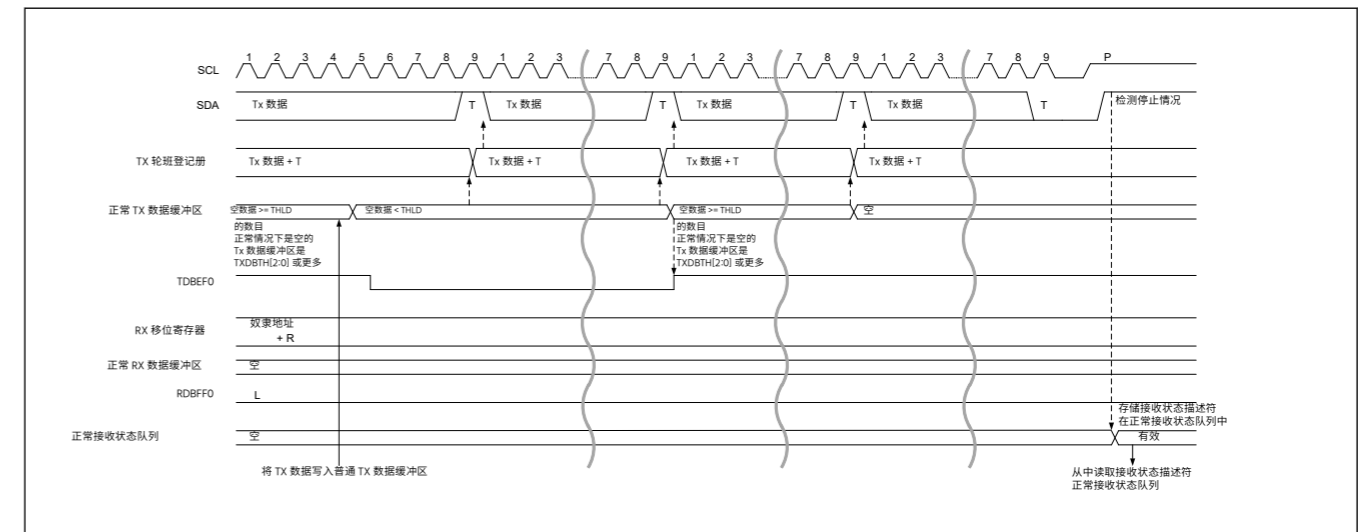 1 2 3 4 5 6 7 8 9 1 2 3 7 8 9 1 2 3 7 8 9 1 2 3 7 8 9 P
SCL
SDA Tx 数据 T Tx 数据 T Tx 数据 T Tx 数据 T 检测停止情况
TX 轮班登记册 Tx 数据 + T Tx 数据 + T Tx 数据 + T Tx 数据 + T
正常 TX 数据缓冲区 空数据 >= THLD 空数据 < THLD 空数据 >= THLD 空
的数目
正常情况下是空的
Tx 数据缓冲区是
TXDBTH[2:0] 或更多
的数目
正常情况下是空的
Tx 数据缓冲区是
TXDBTH[2:0] 或更多
TDBEF0
RX 移位寄存器 奴隶地址
+ R
正常 RX 数据缓冲区 空
RDBFF0 L
存储接收状态描述符
在正常接收状态队列中
正常接收状态队列 空 有效
将 TX 数据写入普通 TX 数据缓冲区
从中读取接收状态描述符
正常接收状态队列